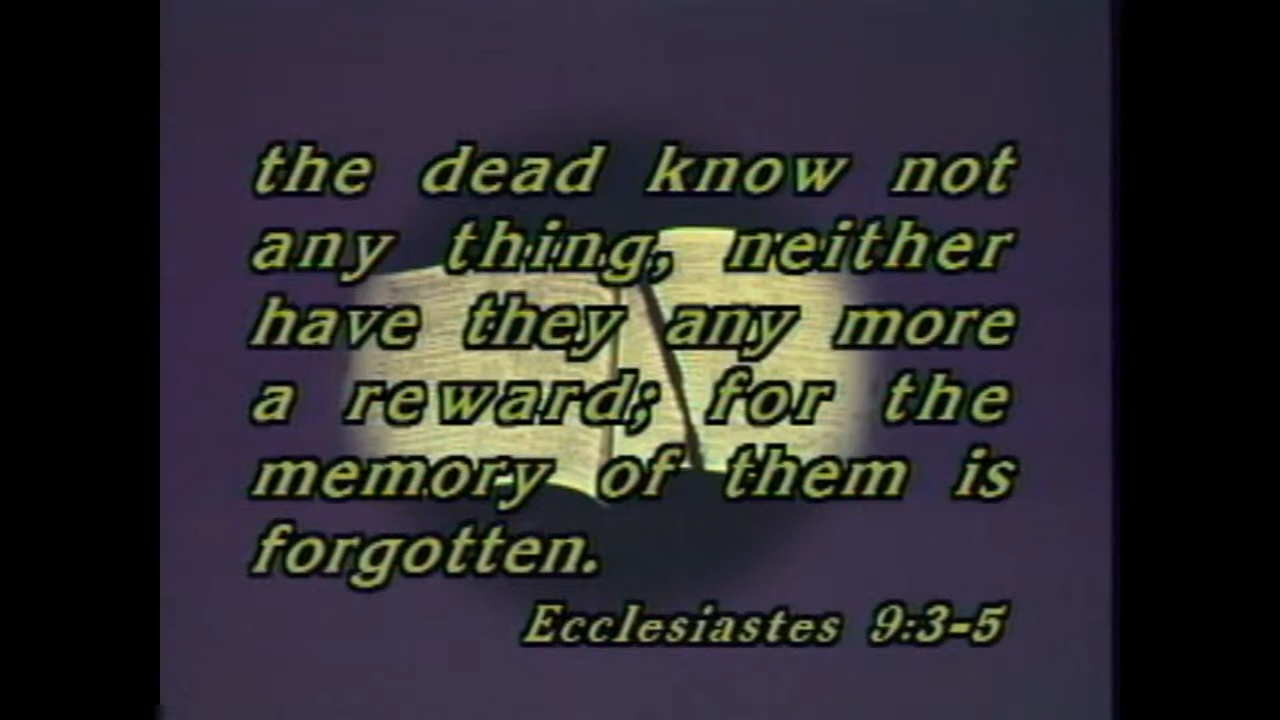 the dead know not
any thing, neither
have they any more
a reward; for the
memory of them is
forgotten.
Ecclesiastes 9:3-5